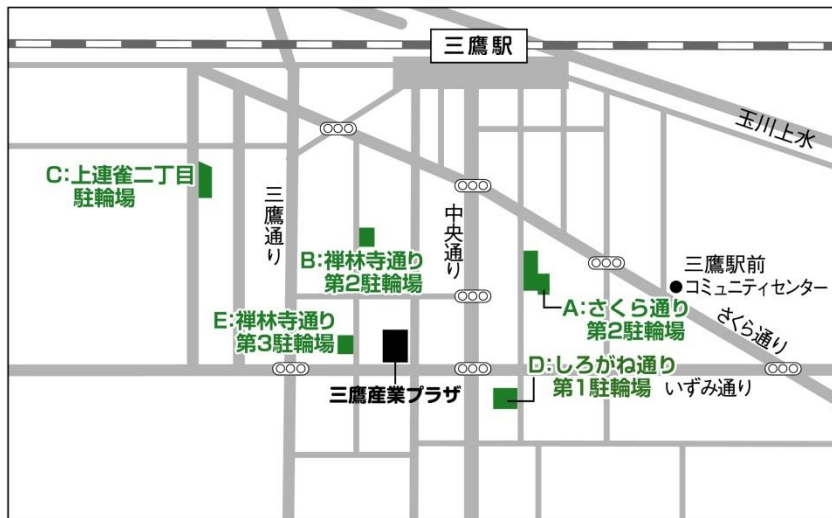 三鷹駅
玉川上水
C:上連雀二丁目
駐輪場
三鷹通り
中央通り
B:禅林寺通り
第2駐輪場
三鷹駅前
コミュニティセンター
A:さくら通り
第2駐輪場
さくら通り
E:禅林寺通り
第3駐輪場
三鷹産業プラザ
D:しろがね通り
第1駐輪場
いずみ通り